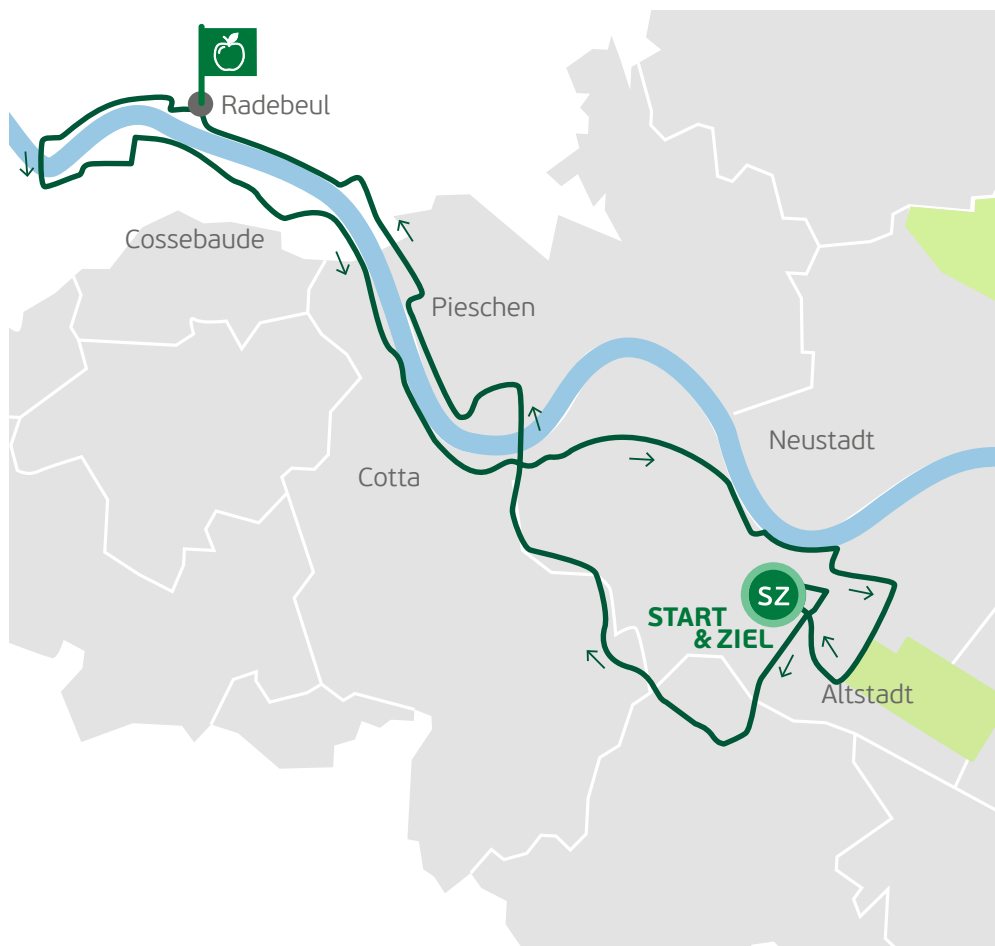 Radebeul
Cossebaude
Pieschen
Neustadt
Cotta
SZ
START
& ZIEL
Altstadt